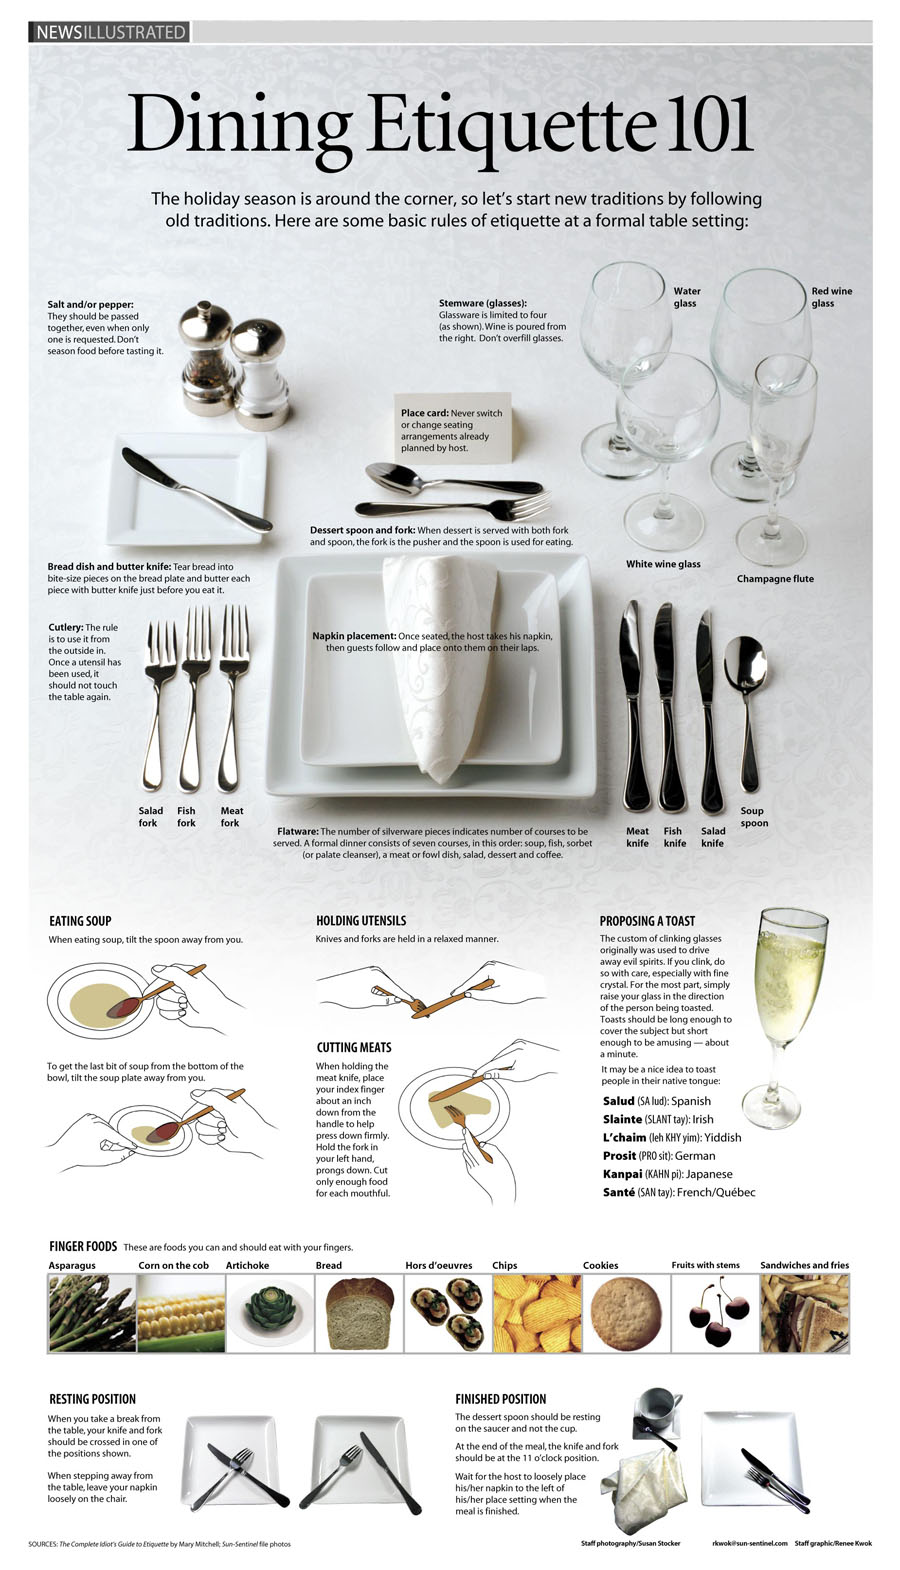 NEWSILLUSTRATED
Dining Etiquette 101
The holiday season is around the corner, so let's start new traditions by following
old traditions. Here are some basic rules of etiquette at a formal table setting:
Salt and/or pepper:
They should be passed
together, even when only
one is requested. Don't
season food before tasting it.
Stemware (glasses):
Glassware is limited to four
(as shown). Wine is poured from
the right. Don't overfill glasses.
Water
glass
Red wine
glass
Place card: Never switch
or change seating
arrangements already
planned by host.
Dessert spoon and fork: When dessert is served with both fork
and spoon, the fork is the pusher and the spoon is used for eating.
White wine glass
Champagne flute
Bread dish and butter knife: Tear bread into
bite-size pieces on the bread plate and butter each
piece with butter knife just before you eat it.
Cutlery: The rule
is to use it from
the outside in.
Once a utensil has
been used, it
should not touch
the table again.
Napkin placement: Once seated, the host takes his napkin,
then guests follow and place onto them on their laps.
Salad
fork
Fish
fork
Meat
fork
Flatware: The number of silverware pieces indicates number of courses to be
served. A formal dinner consists of seven courses, in this order: soup, fish, sorbet
(or palate cleanser), a meat or fowl dish, salad, dessert and coffee.
Meat
knife
Fish
knife
Salad
knife
Soup
spoon
EATING SOUP
When eating soup, tilt the spoon away from you.
To get the last bit of soup from the bottom of the
bowl, tilt the soup plate away from you.
HOLDING UTENSILS
Knives and forks are held in a relaxed manner.
CUTTING MEATS
When holding the
meat knife, place
your index finger
about an inch
down from the
handle to help
press down firmly.
Hold the fork in
your left hand,
prongs down. Cut
only enough food
for each mouthful.
PROPOSING A TOAST
The custom of clinking glasses
originally was used to drive
away evil spirits. If you clink, do
so with care, especially with fine
crystal. For the most part, simply
raise your glass in the direction
of the person being toasted.
Toasts should be long enough to
cover the subject but short
enough to be amusing — about
a minute.
It may be a nice idea to toast
people in their native tongue:
Salud (SA lud): Spanish
Slainte (SLANT tay): Irish
L'chaim (leh KHY yim): Yiddish
Prosit (PRO sit): German
Kanpai (KAHN pi): Japanese
Santé (SAN tay): French/Québec
FINGER FOODS These are foods you can and should eat with your fingers.
Asparagus
Corn on the cob
Artichoke
Bread
Hors d'oeuvres
Chips
Cookies
Fruits with stems
Sandwiches and fries
RESTING POSITION
When you take a break from
the table, your knife and fork
should be crossed in one of
the positions shown.
When stepping away from
the table, leave your napkin
loosely on the chair.
FINISHED POSITION
The dessert spoon should be resting
on the saucer and not the cup.
At the end of the meal, the knife and fork
should be at the 11 o'clock position.
Wait for the host to loosely place
his/her napkin to the left of
his/her place setting when the
meal is finished.
SOURCES: The Complete Idiot's Guide to Etiquette by Mary Mitchell; Sun-Sentinel file photos
Staff photography/Susan Stocker
rkwok@sun-sentinel.com
Staff graphic/Renee Kwok